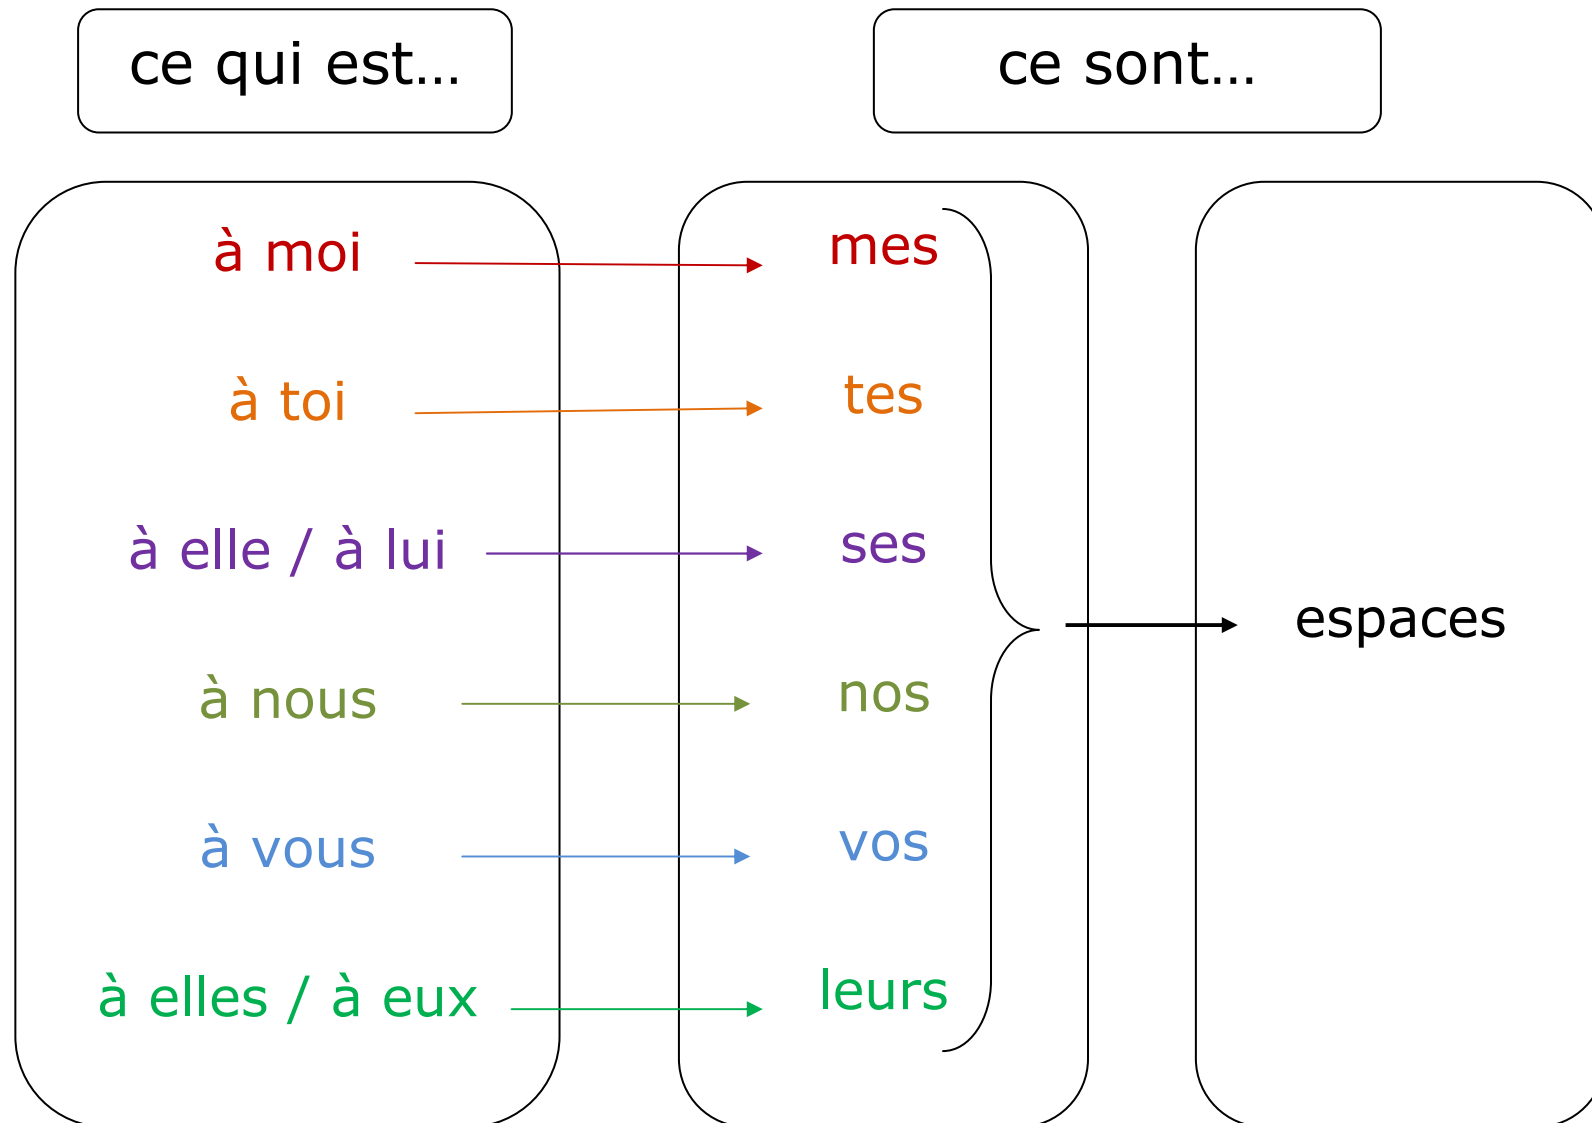 ce qui est…
ce sont…
à moi
mes
à toi
tes
à elle / à lui
ses
espaces
à nous
nos
à vous
vos
à elles / à eux
leurs